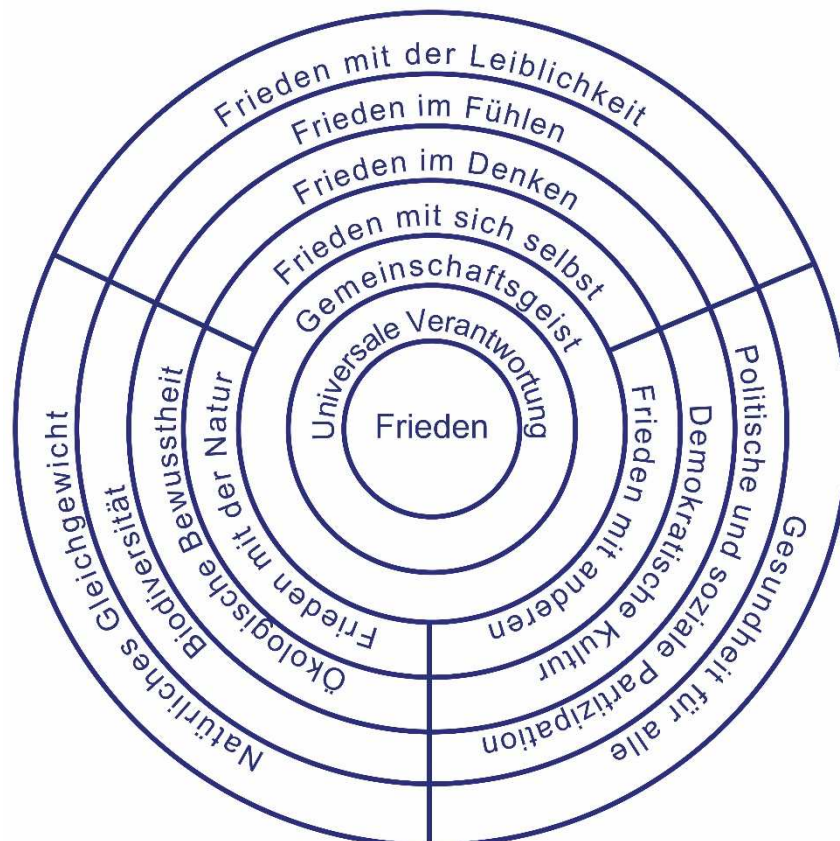 Frieden mit der Leiblichkeit
Frieden im Fühlen
Frieden im Denken
Frieden mit sich selbst
Gemeinschaftsgeist
Universale Verantwortung
Frieden
Frieden mit der Natur
Ökologische Bewusstheit
Biodiversität
Natürliches Gleichgewicht
Frieden mit anderen
Demokratische Kultur
Politische und soziale Partizipation
Gesundheit für alle